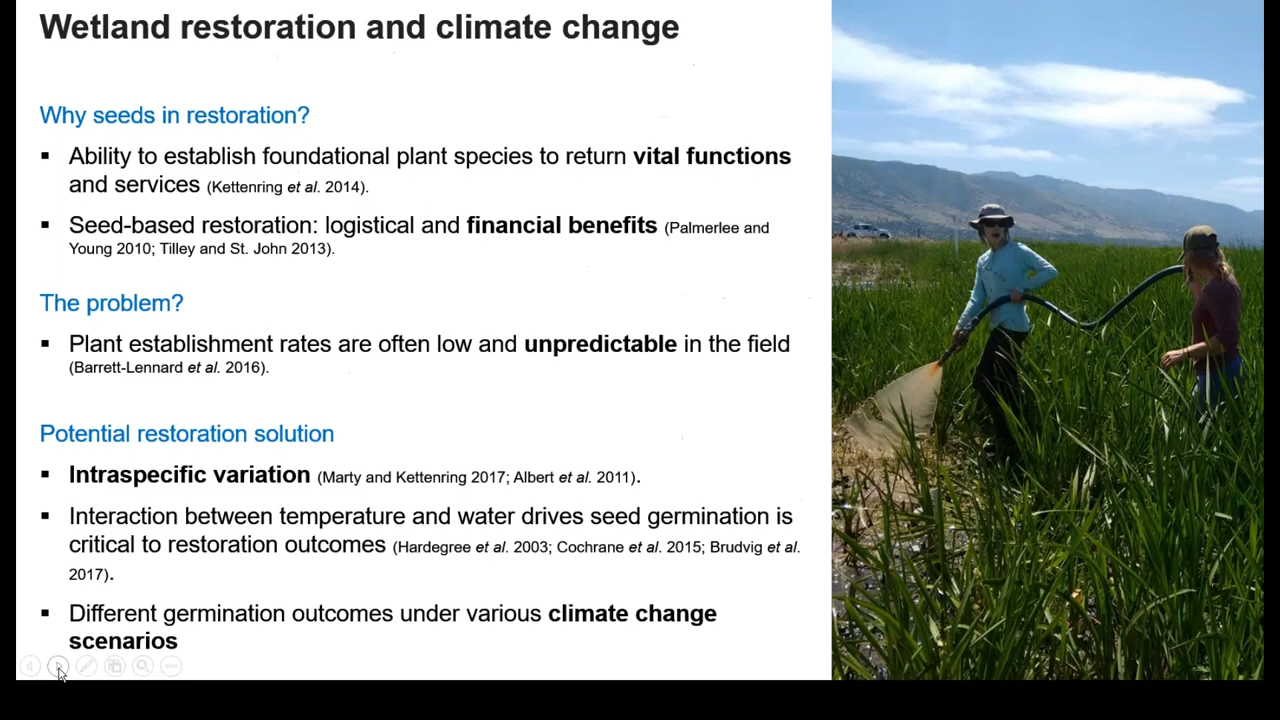 Wetland restoration and climate change
Why seeds in restoration?
▪ Ability to establish foundational plant species to return vital functions
and services (Kettenring et al. 2014).
▪ Seed-based restoration: logistical and financial benefits (Palmerlee and
Young 2010; Tilley and St. John 2013).
The problem?
▪ Plant establishment rates are often low and unpredictable in the field
(Barrett-Lennard et al. 2016).
Potential restoration solution
▪ Intraspecific variation (Marty and Kettenring 2017; Albert et al. 2011).
▪ Interaction between temperature and water drives seed germination is
critical to restoration outcomes (Hardegree et al. 2003; Cochrane et al. 2015; Brudvig et al.
2017).
▪ Different germination outcomes under various climate change
scenarios